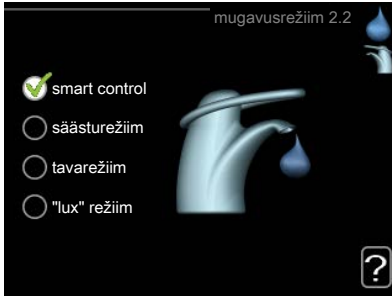 mugavusrežiim 2.2
smart control
säästurežiim
tavarežiim
"lux" režiim
?